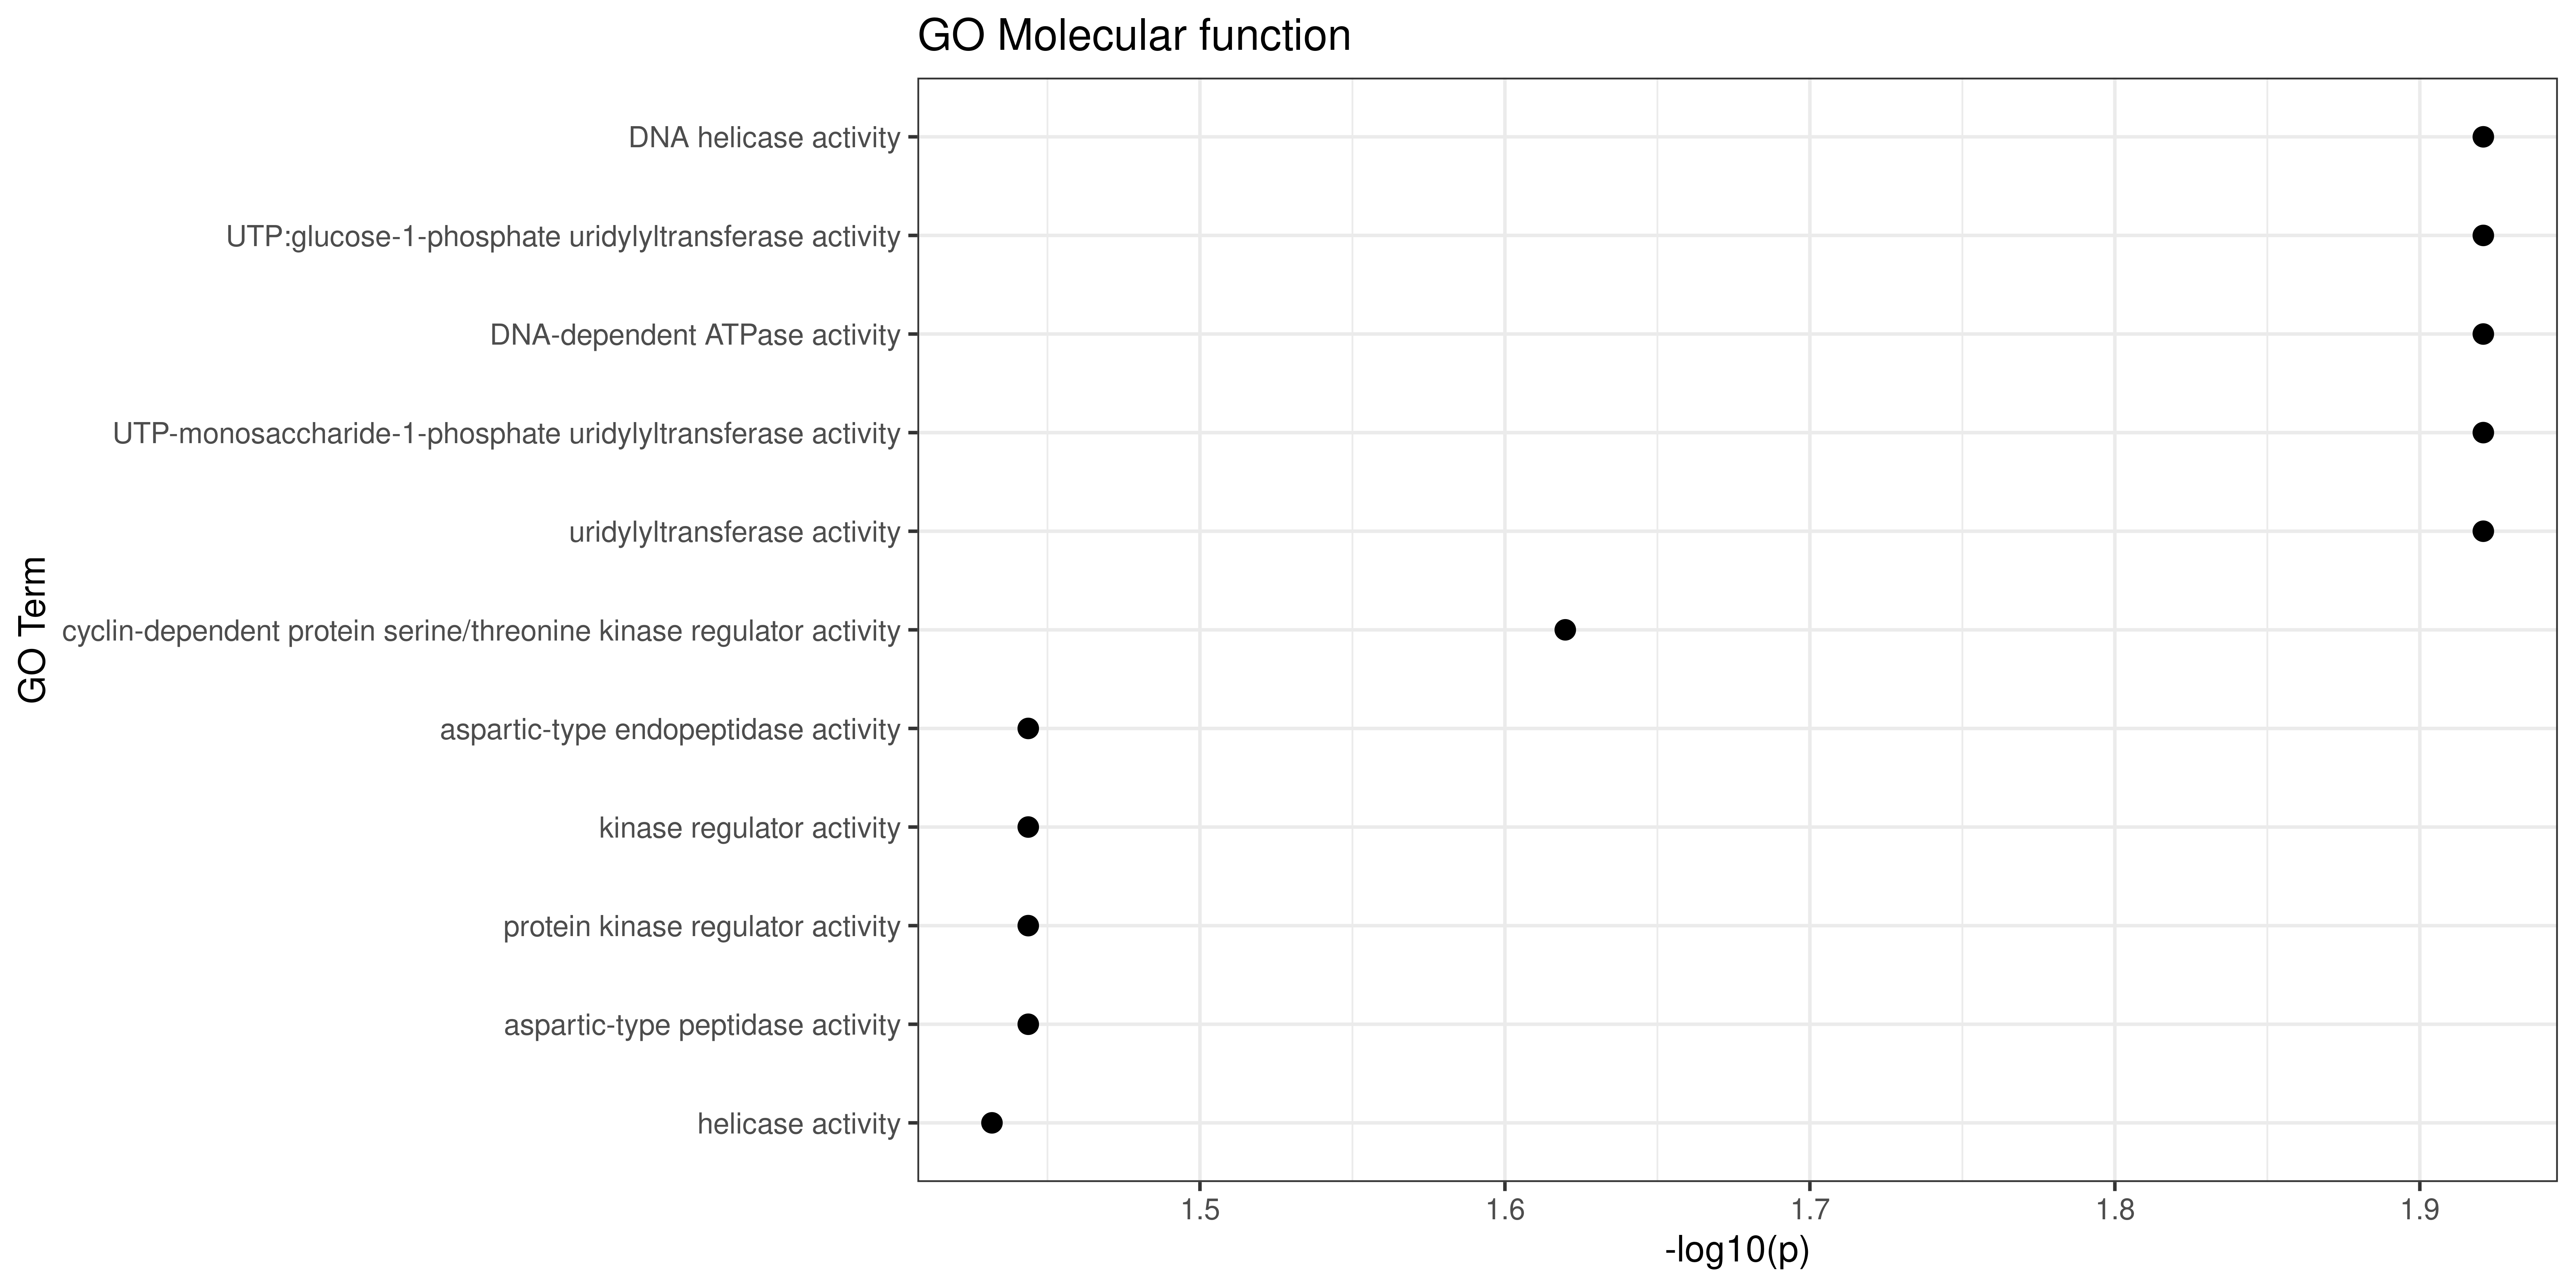 GO Molecular function
GO Term
DNA helicase activity
UTP:glucose-1-phosphate uridylyltransferase activity
DNA-dependent ATPase activity
UTP-monosaccharide-1-phosphate uridylyltransferase activity
uridylyltransferase activity
cyclin-dependent protein serine/threonine kinase regulator activity
aspartic-type endopeptidase activity
kinase regulator activity
protein kinase regulator activity
aspartic-type peptidase activity
helicase activity
1.5 1.6 1.7 1.8 1.9
-log10(p)